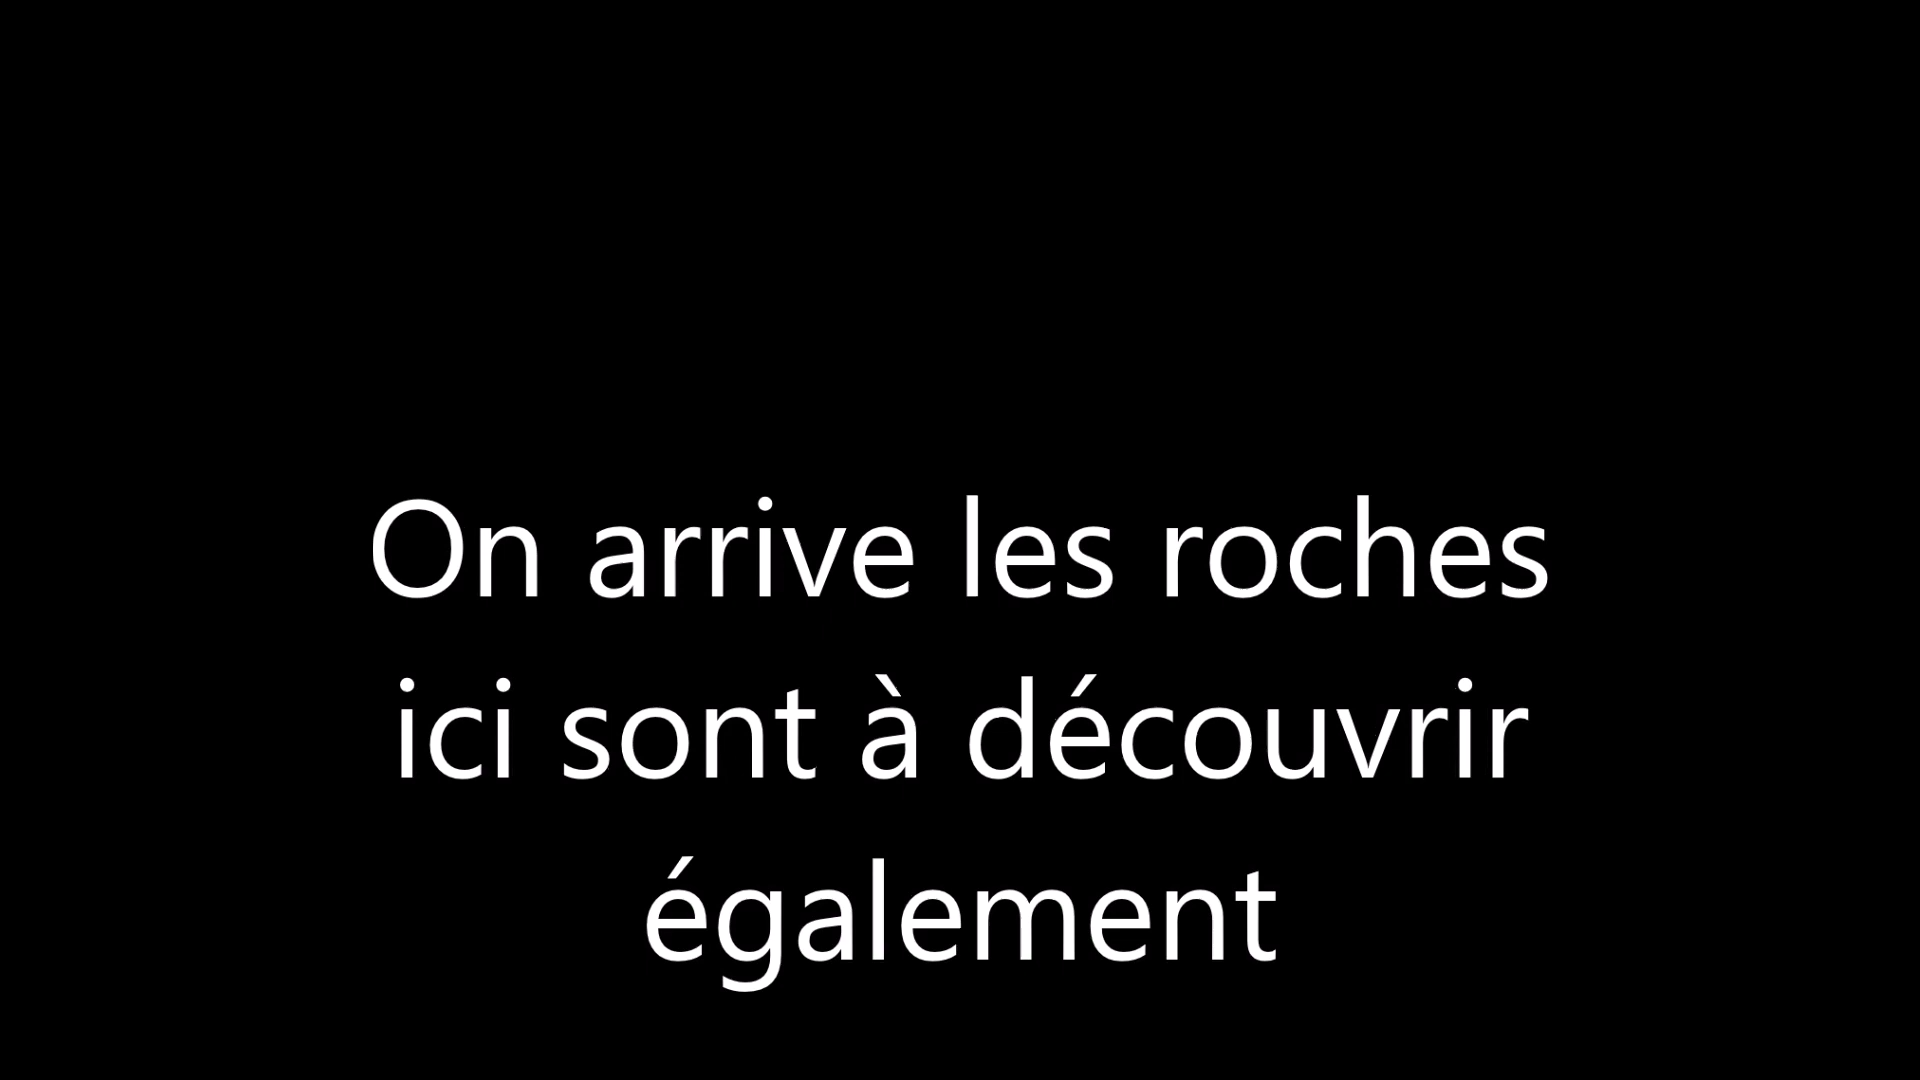 On arrive les roches
ici sont à découvrir
également